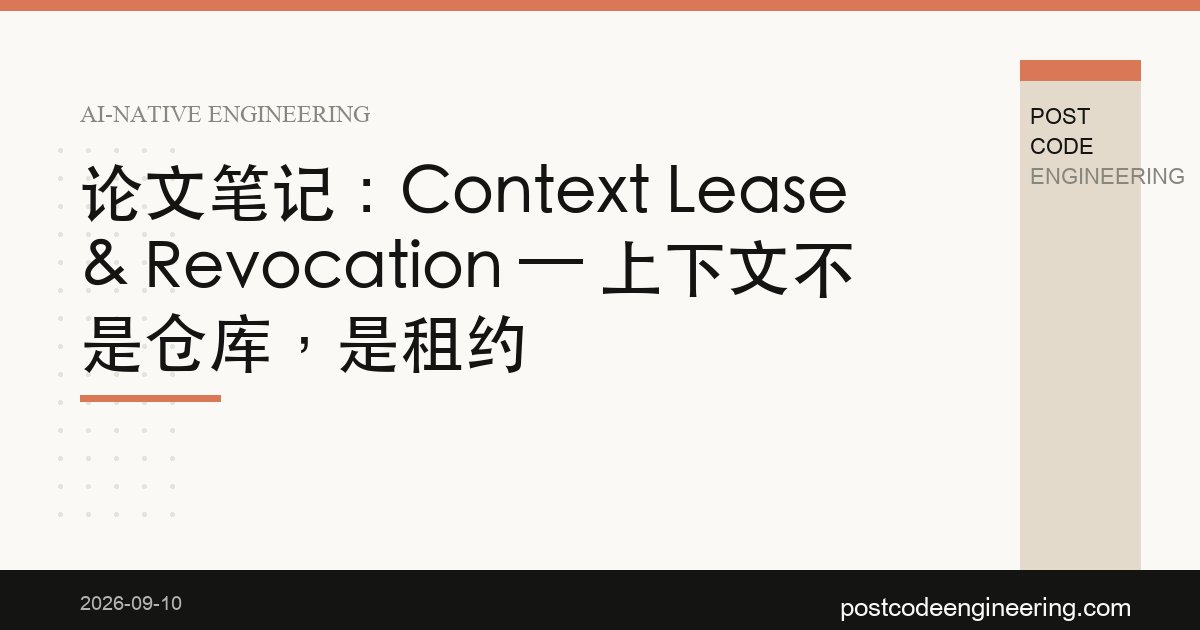 AI-NATIVE ENGINEERING
论文笔记：Context Lease
& Revocation — 上下文不
是仓库，是租约
POST
CODE
ENGINEERING
2026-09-10
postcodeengineering.com